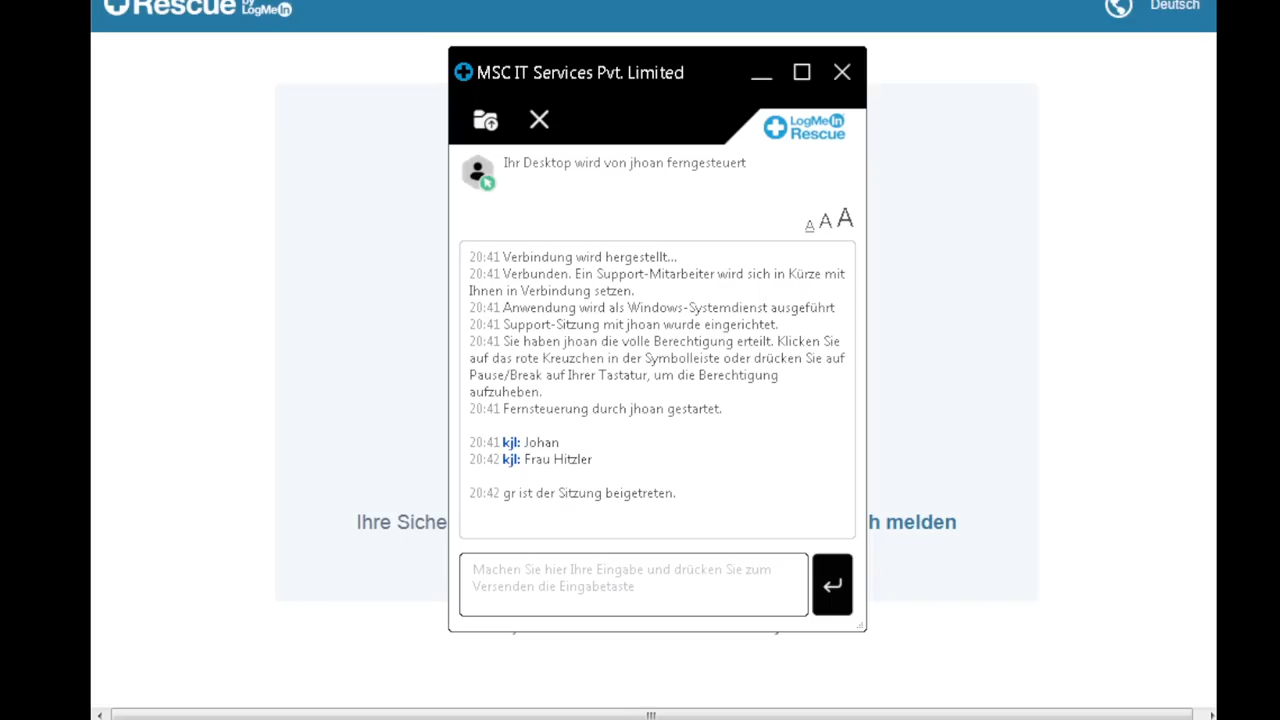 Rescue by LogMeIn
Deutsch
MSC IT Services Pvt. Limited
LogMeIn
Rescue
Ihr Desktop wird von jhoan ferngesteuert
A A A
20:41 Verbindung wird hergestellt...
20:41 Verbunden. Ein Support-Mitarbeiter wird sich in Kürze mit
Ihnen in Verbindung setzen.
20:41 Anwendung wird als Windows-Systemdienst ausgeführt
20:41 Support-Sitzung mit jhoan wurde eingerichtet.
20:41 Sie haben jhoan die volle Berechtigung erteilt. Klicken Sie
auf das rote Kreuzchen in der Symbolleiste oder drücken Sie auf
Pause/Break auf Ihrer Tastatur, um die Berechtigung
aufzuheben.
20:41 Fernsteuerung durch jhoan gestartet.
20:41 kjl: Johan
20:42 kjl: Frau Hitzler
20:42 gr ist der Sitzung beigetreten.
Ihre Siche h melden
Machen Sie hier Ihre Eingabe und drücken Sie zum
Versenden die Eingabetaste